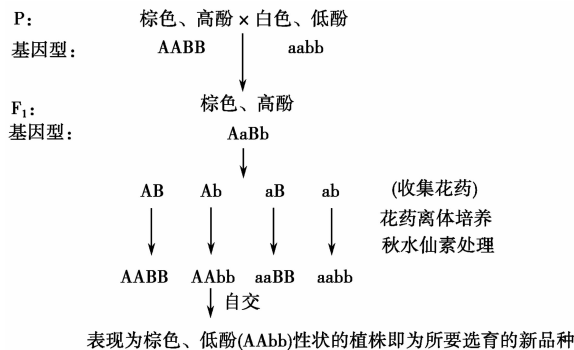 P： 棕色、高酚 × 白色、低酚
基因型： AABB aabb
F₁： 棕色、高酚
基因型： AaBb
AB Ab aB ab (收集花药)
花药离体培养
秋水仙素处理
AABB AAbb aaBB aabb
自交
表现为棕色、低酚(AAbb)性状的植株即为所要选育的新品种